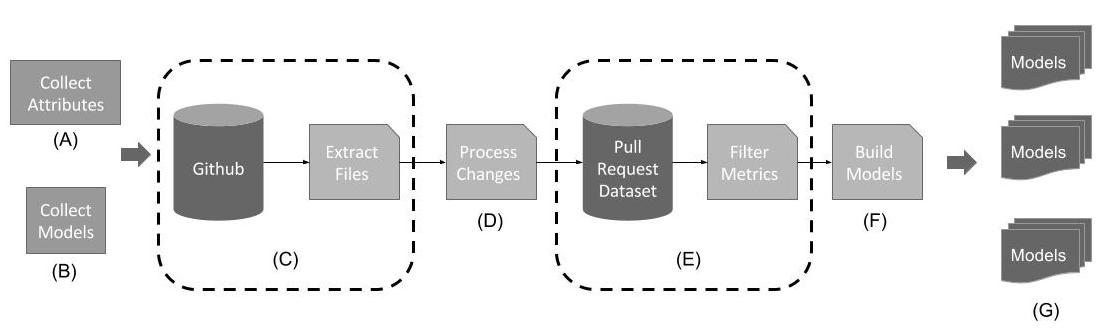 Collect
Attributes
(A)
Collect
Models
(B)
Github
Extract
Files
(C)
Process
Changes
(D)
Pull
Request
Dataset
Filter
Metrics
(E)
Build
Models
(F)
Models
Models
Models
(G)